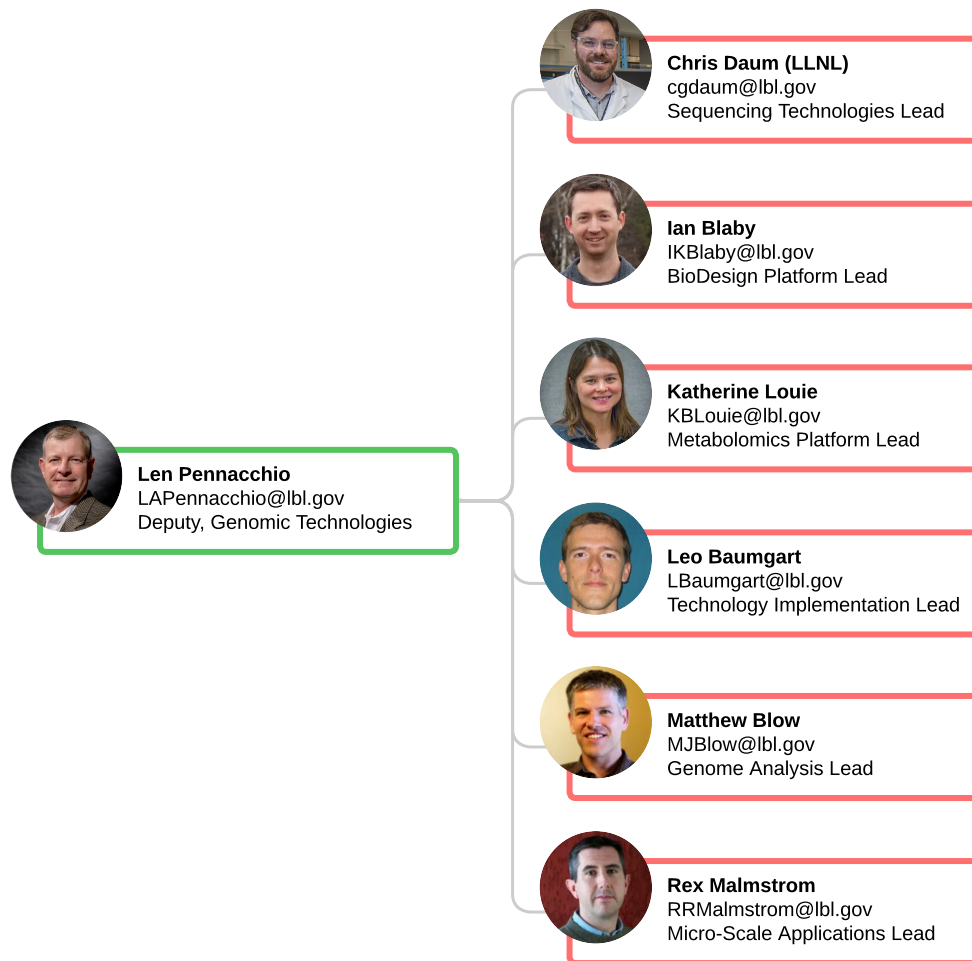 Chris Daum (LLNL)
cgdaum@lbl.gov
Sequencing Technologies Lead
Ian Blaby
IKBlaby@lbl.gov
BioDesign Platform Lead
Katherine Louie
KBLouie@lbl.gov
Metabolomics Platform Lead
Len Pennacchio
LAPennacchio@lbl.gov
Deputy, Genomic Technologies
Leo Baumgart
LBaumgart@lbl.gov
Technology Implementation Lead
Matthew Blow
MJBlow@lbl.gov
Genome Analysis Lead
Rex Malmstrom
RRMalmstrom@lbl.gov
Micro-Scale Applications Lead